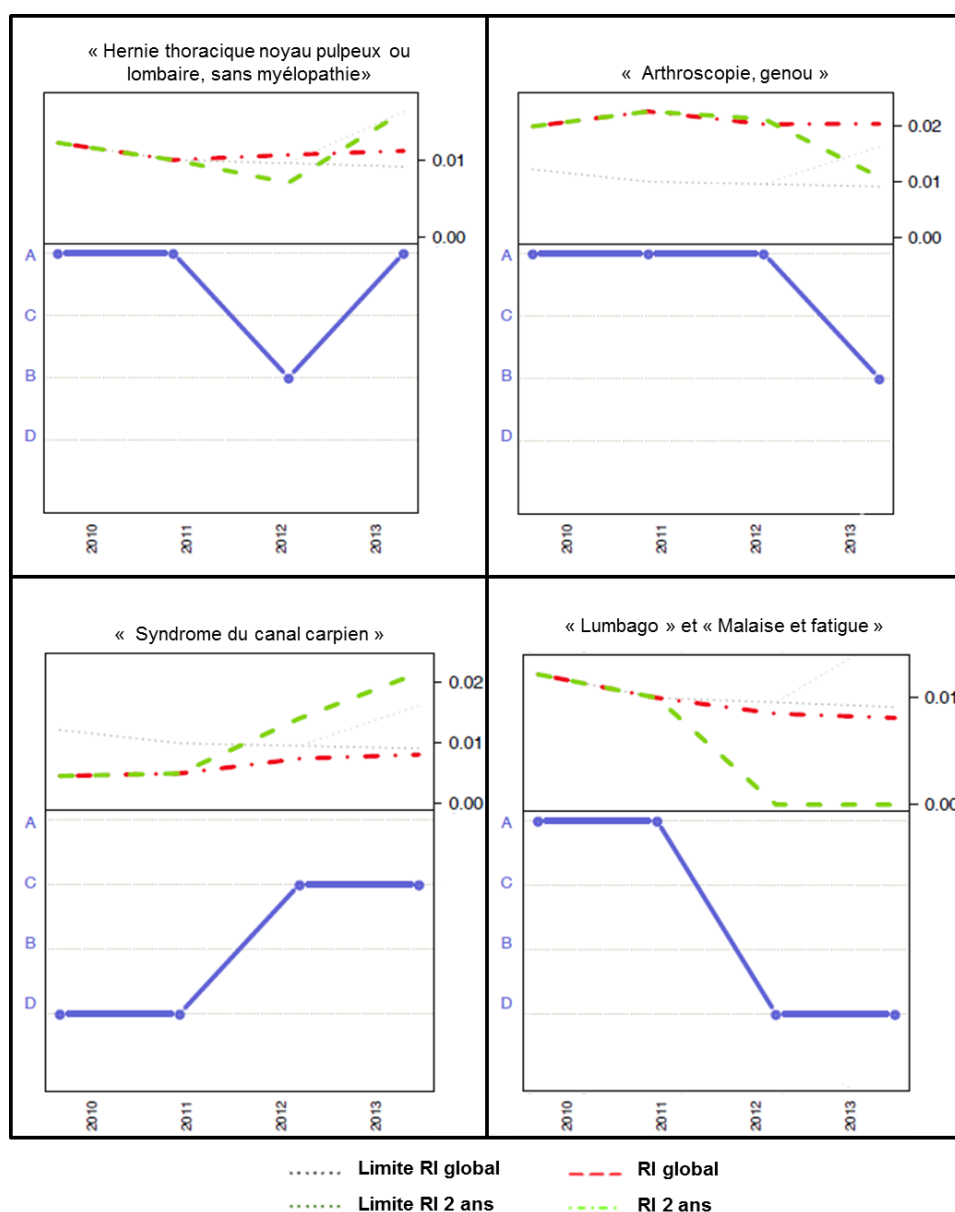 « Hernie thoracique noyau pulpeux ou
lombaire, sans myélopathie»
0.01
0.00
A
C
B
D
2010
2011
2012
2013
« Arthroscopie, genou »
0.02
0.01
0.00
A
C
B
D
2010
2011
2012
2013
« Syndrome du canal carpien »
0.02
0.01
0.00
A
C
B
D
2010
2011
2012
2013
« Lumbago » et « Malaise et fatigue »
0.01
0.00
A
C
B
D
2010
2011
2012
2013
Limite RI global
RI global
Limite RI 2 ans
RI 2 ans